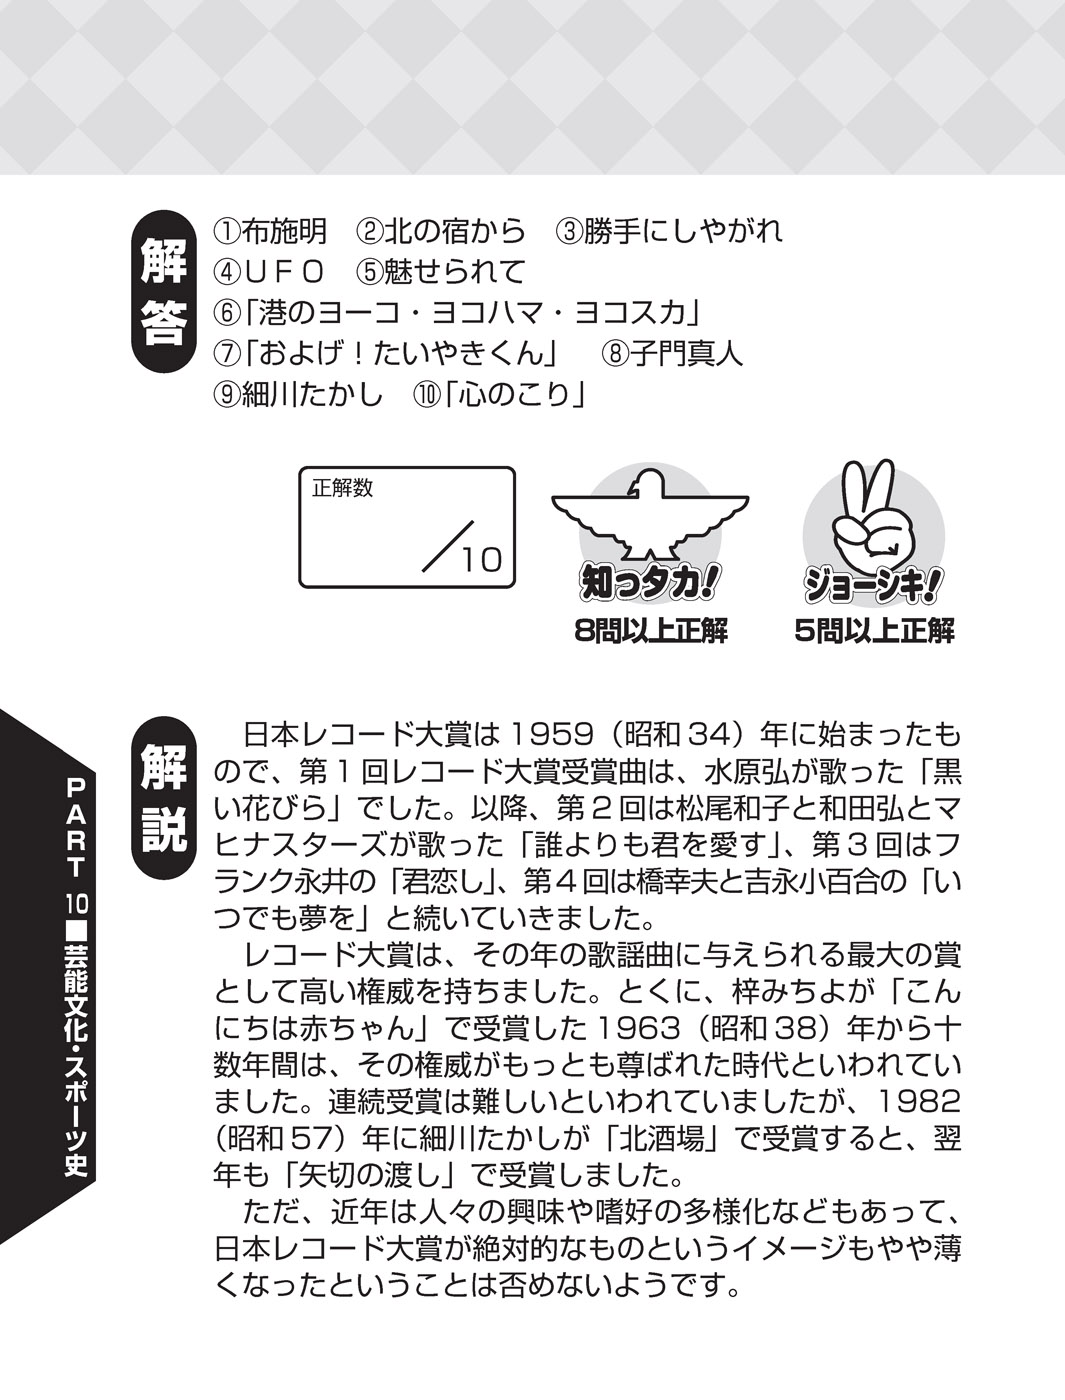 解答
①布施明　②北の宿から　③勝手にしやがれ
④ＵＦＯ　⑤魅せられて
⑥「港のヨーコ・ヨコハマ・ヨコスカ」
⑦「およげ！たいやきくん」　⑧子門真人
⑨細川たかし　⑩「心のこり」
正解数
／10
知っタカ！
8問以上正解
ジョーシキ！
5問以上正解
解説
　日本レコード大賞は1959（昭和34）年に始まったも
ので、第1回レコード大賞受賞曲は、水原弘が歌った「黒
い花びら」でした。以降、第2回は松尾和子と和田弘とマ
ヒナスターズが歌った「誰よりも君を愛す」、第3回はフ
ランク永井の「君恋し」、第4回は橋幸夫と吉永小百合の「い
つでも夢を」と続いていきました。
　レコード大賞は、その年の歌謡曲に与えられる最大の賞
として高い権威を持ちました。とくに、梓みちよが「こん
にちは赤ちゃん」で受賞した1963（昭和38）年から十
数年間は、その権威がもっとも尊ばれた時代といわれてい
ました。連続受賞は難しいといわれていましたが、1982
（昭和57）年に細川たかしが「北酒場」で受賞すると、翌
年も「矢切の渡し」で受賞しました。
　ただ、近年は人々の興味や嗜好の多様化などもあって、
日本レコード大賞が絶対的なものというイメージもやや薄
くなったということは否めないようです。
PART 10■芸能文化・スポーツ史